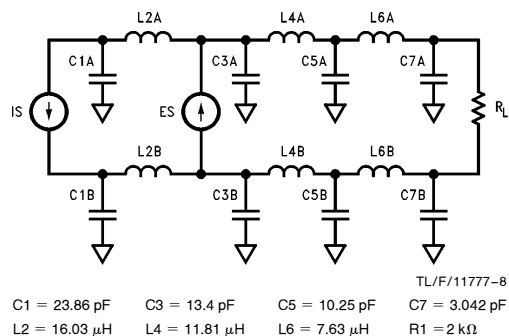 L2A L4A L6A
C1A C3A C5A C7A
IS ES RL
L2B L4B L6B
C1B C3B C5B C7B
TL/F/11777–8
C1 = 23.86 pF C3 = 13.4 pF C5 = 10.25 pF C7 = 3.042 pF
L2 = 16.03 μH L4 = 11.81 μH L6 = 7.63 μH R1 = 2 kΩ